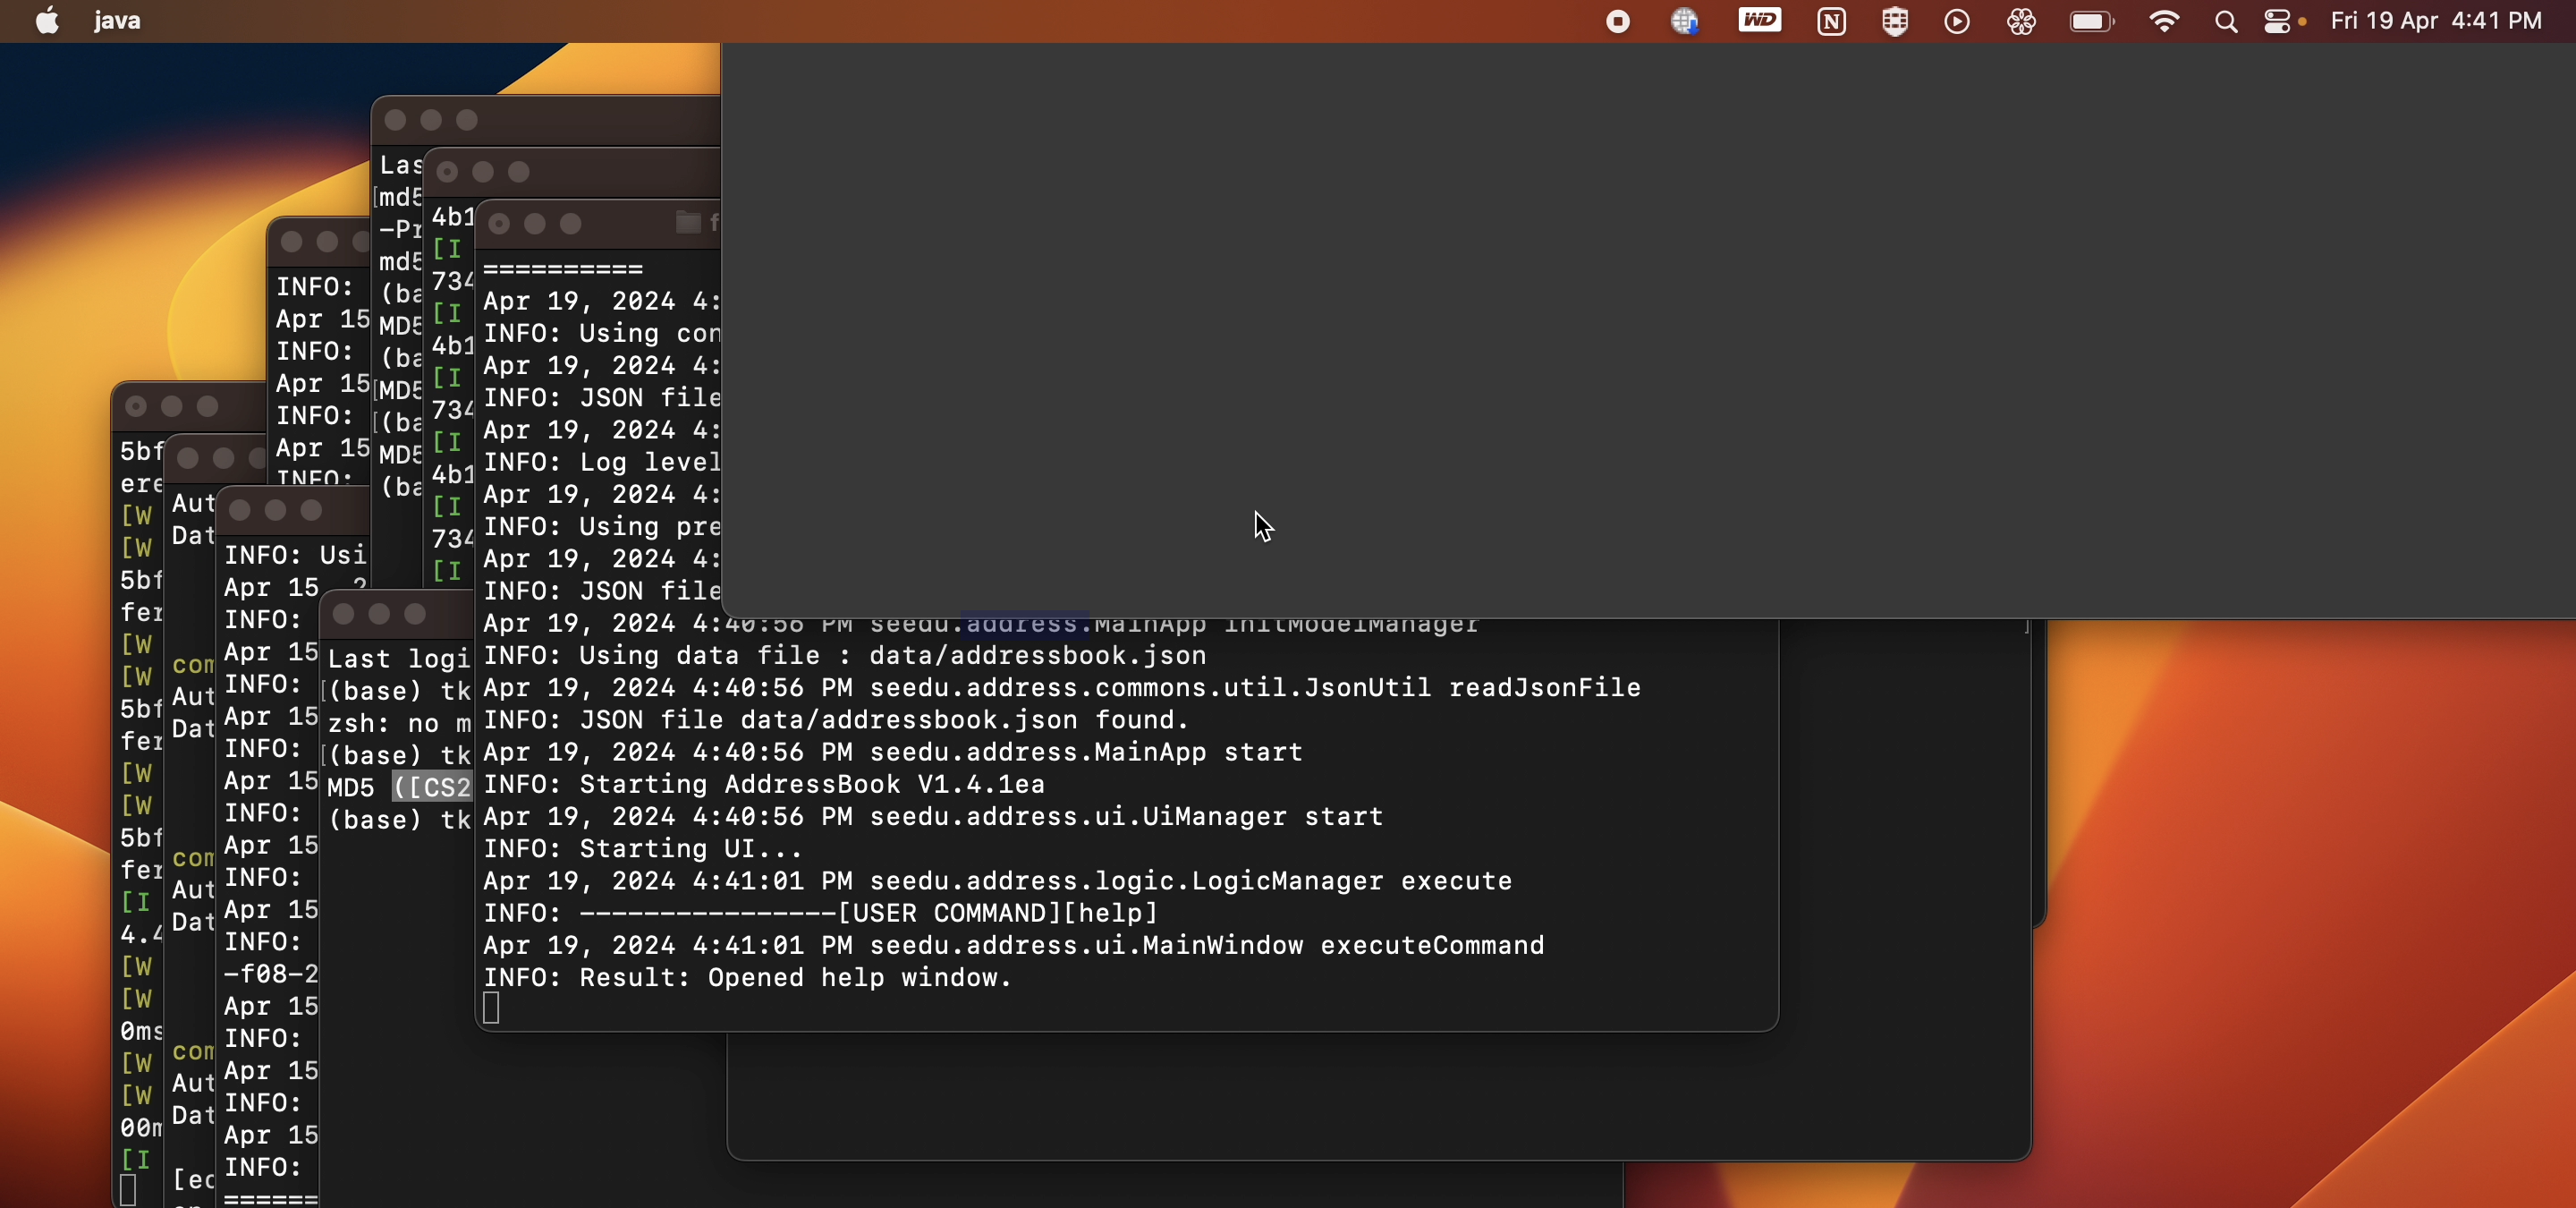 java
WD
N
Fri 19 Apr 4:41 PM
Las
[md5
-Pr
md5
(ba
MD5
(ba
[MD5
[(ba
MD5
(ba
4b1
[I
734
[I
4b1
[I
734
[I
4b1
[I
734
[I
INFO:
Apr 15
INFO:
Apr 15
INFO:
Apr 15
INFO:
5bf
ere
[W
[W
5bf
fer
[W
[W
5bf
fer
[W
[W
5bf
fer
[I
4.4
[W
[W
0ms
[W
[W
00m
[I
Aut
Dat
com
Aut
Dat
com
Aut
Dat
com
Aut
Dat
[ec
INFO: Usi
Apr 15, 2
INFO:
Apr 15
INFO:
Apr 15
INFO:
Apr 15
INFO:
Apr 15
INFO:
Apr 15
INFO:
-f08-2
Apr 15
INFO:
Apr 15
INFO:
Apr 15
INFO:
======
Last logi
[(base) tk
zsh: no m
[(base) tk
MD5 ([CS2
(base) tk
f
==========
Apr 19, 2024 4:
INFO: Using con
Apr 19, 2024 4:
INFO: JSON file
Apr 19, 2024 4:
INFO: Log level
Apr 19, 2024 4:
INFO: Using pre
Apr 19, 2024 4:
INFO: JSON file
Apr 19, 2024 4:40:56 PM seedu.address.MainApp initModelManager
INFO: Using data file : data/addressbook.json
Apr 19, 2024 4:40:56 PM seedu.address.commons.util.JsonUtil readJsonFile
INFO: JSON file data/addressbook.json found.
Apr 19, 2024 4:40:56 PM seedu.address.MainApp start
INFO: Starting AddressBook V1.4.1ea
Apr 19, 2024 4:40:56 PM seedu.address.ui.UiManager start
INFO: Starting UI...
Apr 19, 2024 4:41:01 PM seedu.address.logic.LogicManager execute
INFO: ----------------[USER COMMAND][help]
Apr 19, 2024 4:41:01 PM seedu.address.ui.MainWindow executeCommand
INFO: Result: Opened help window.
]